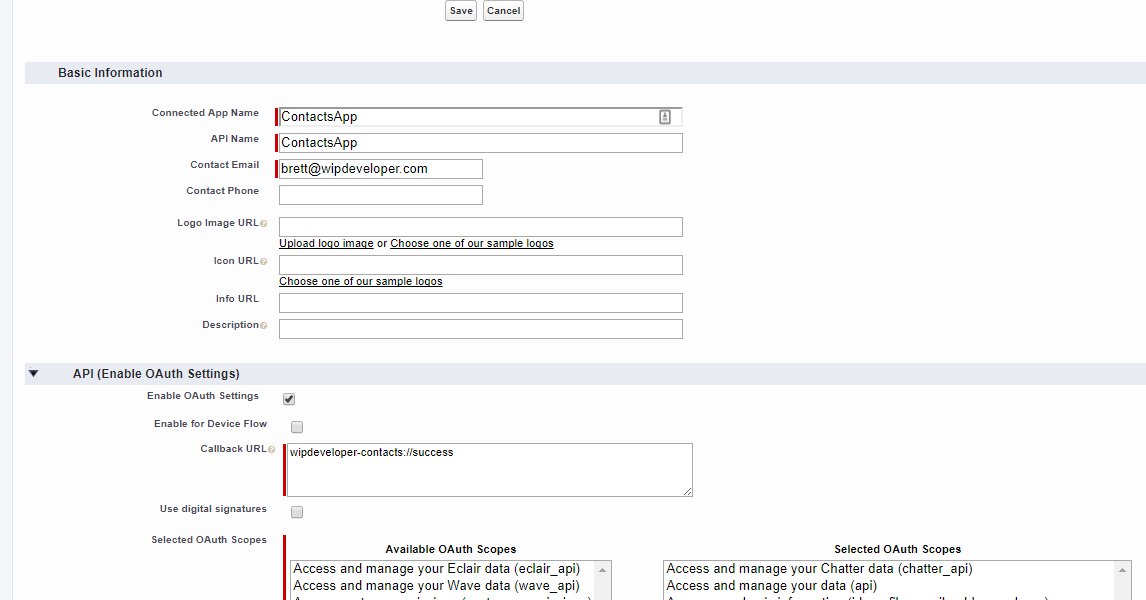 Save Cancel
Basic Information
Connected App Name ContactsApp
API Name ContactsApp
Contact Email brett@wipdeveloper.com
Contact Phone
Logo Image URL
Upload logo image or Choose one of our sample logos
Icon URL
Choose one of our sample logos
Info URL
Description
API (Enable OAuth Settings)
Enable OAuth Settings
Enable for Device Flow
Callback URL wipdeveloper-contacts://success
Use digital signatures
Selected OAuth Scopes
Available OAuth Scopes Selected OAuth Scopes
Access and manage your Eclair data (eclair_api) Access and manage your Chatter data (chatter_api)
Access and manage your Wave data (wave_api) Access and manage your data (api)